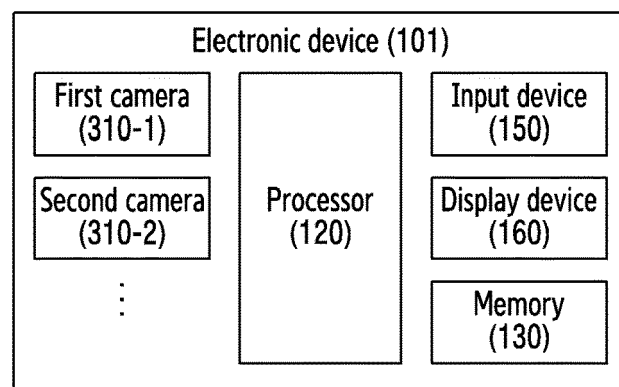 Electronic device (101)
First camera
(310-1)
Second camera
(310-2)
⋮
Processor
(120)
Input device
(150)
Display device
(160)
Memory
(130)